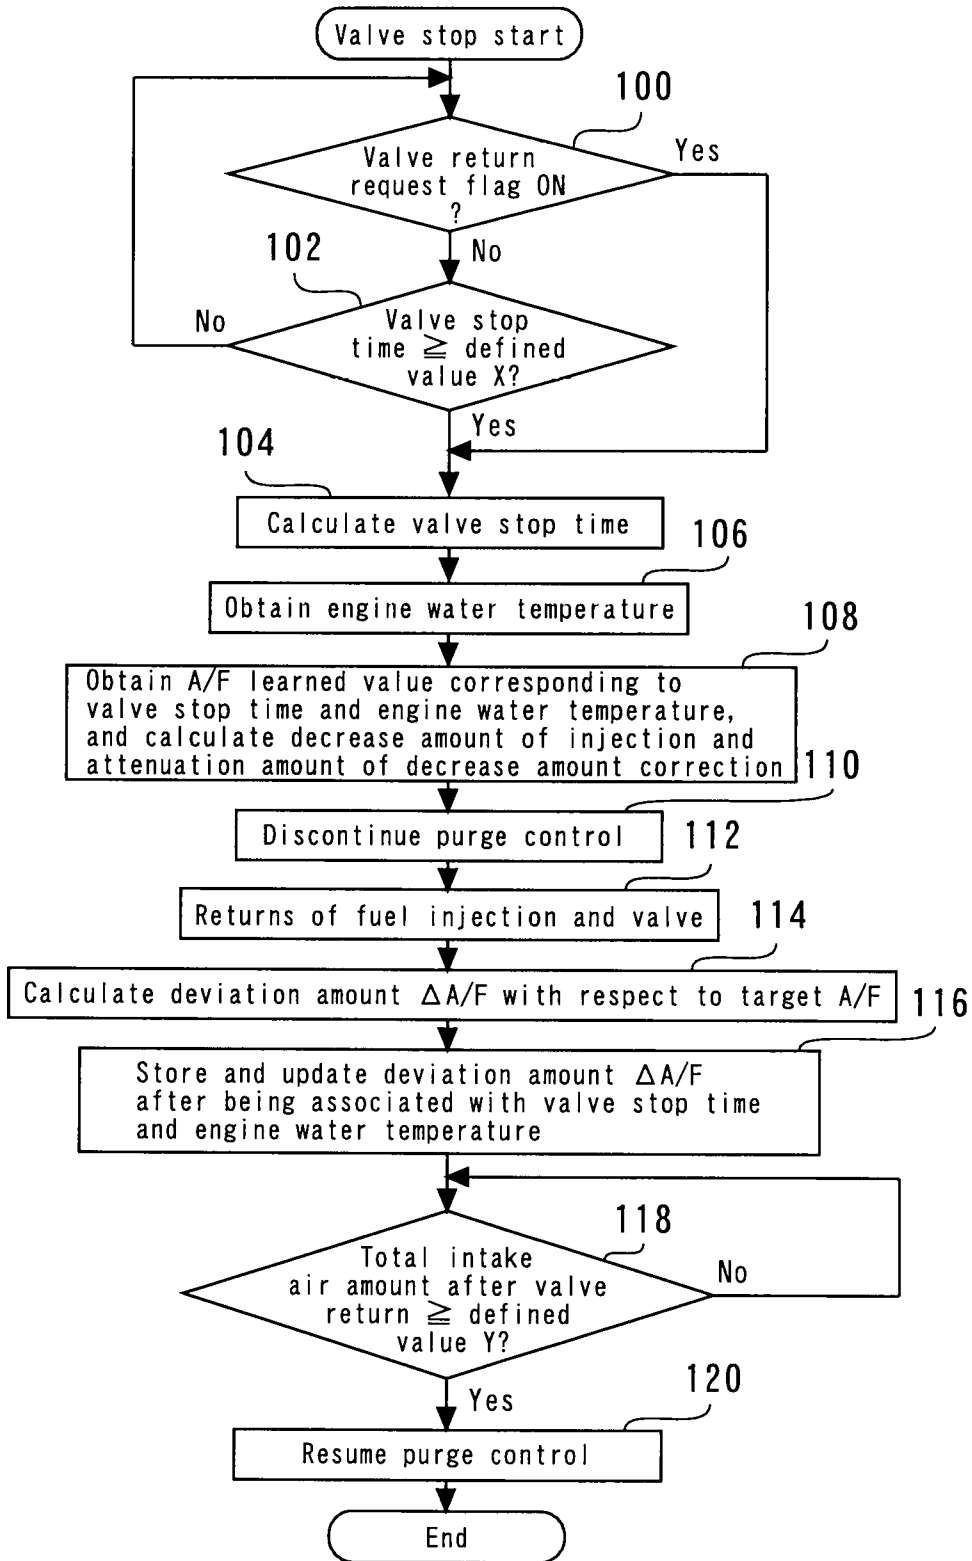 Valve stop start
100
Valve return
request flag ON
?
Yes
No
102
Valve stop
time ≧ defined
value X?
No
Yes
104
Calculate valve stop time
106
Obtain engine water temperature
108
Obtain A/F learned value corresponding to
valve stop time and engine water temperature,
and calculate decrease amount of injection and
attenuation amount of decrease amount correction
110
Discontinue purge control
112
Returns of fuel injection and valve
114
Calculate deviation amount ΔA/F with respect to target A/F
116
Store and update deviation amount ΔA/F
after being associated with valve stop time
and engine water temperature
118
Total intake
air amount after valve
return ≧ defined
value Y?
No
Yes
120
Resume purge control
End